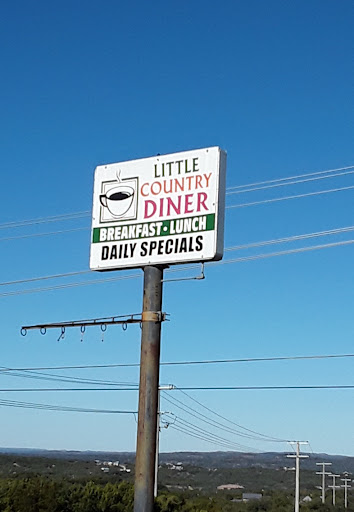 LITTLE
COUNTRY
DINER
BREAKFAST • LUNCH
DAILY SPECIALS